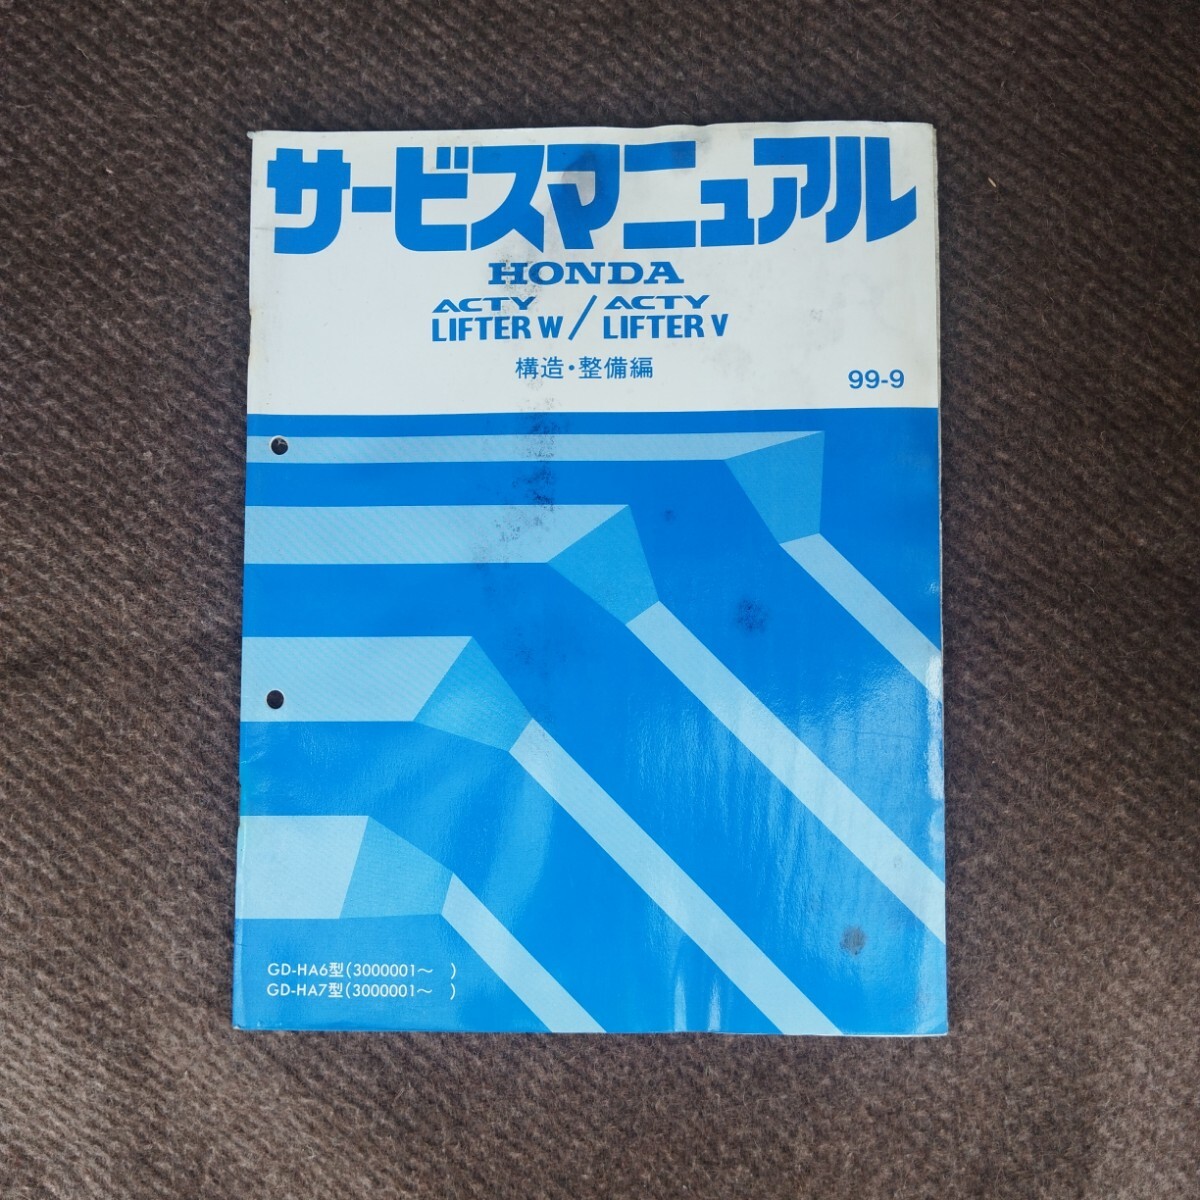 サービスマニュアル
HONDA
ACTY LIFTER W / ACTY LIFTER V
構造・整備編
99-9
GD-HA6型(3000001～　)
GD-HA7型(3000001～　)